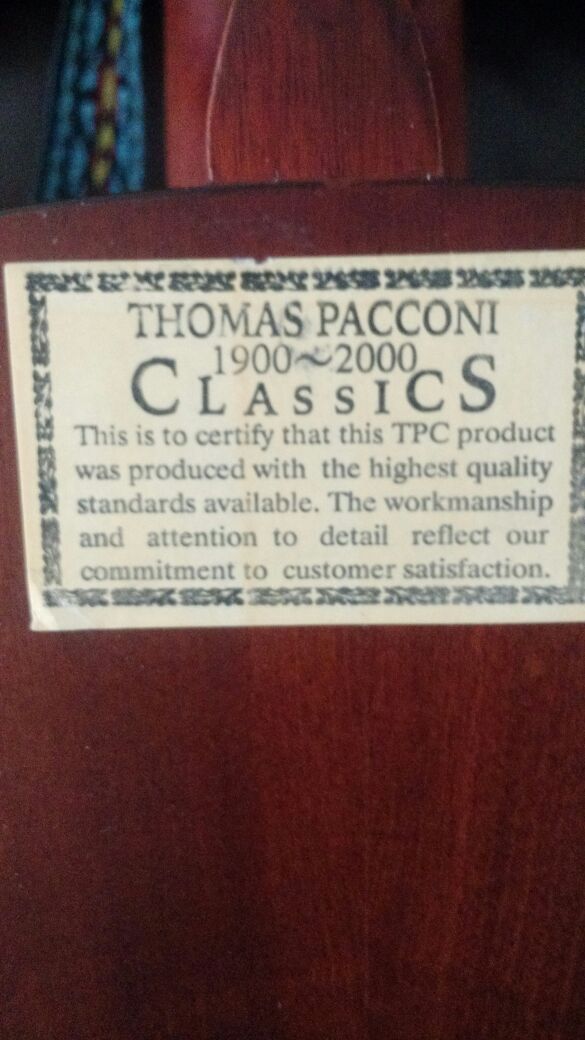 THOMAS PACCONI
1900~2000
CLASSICS
This is to certify that this TPC product
was produced with the highest quality
standards available. The workmanship
and attention to detail reflect our
commitment to customer satisfaction.